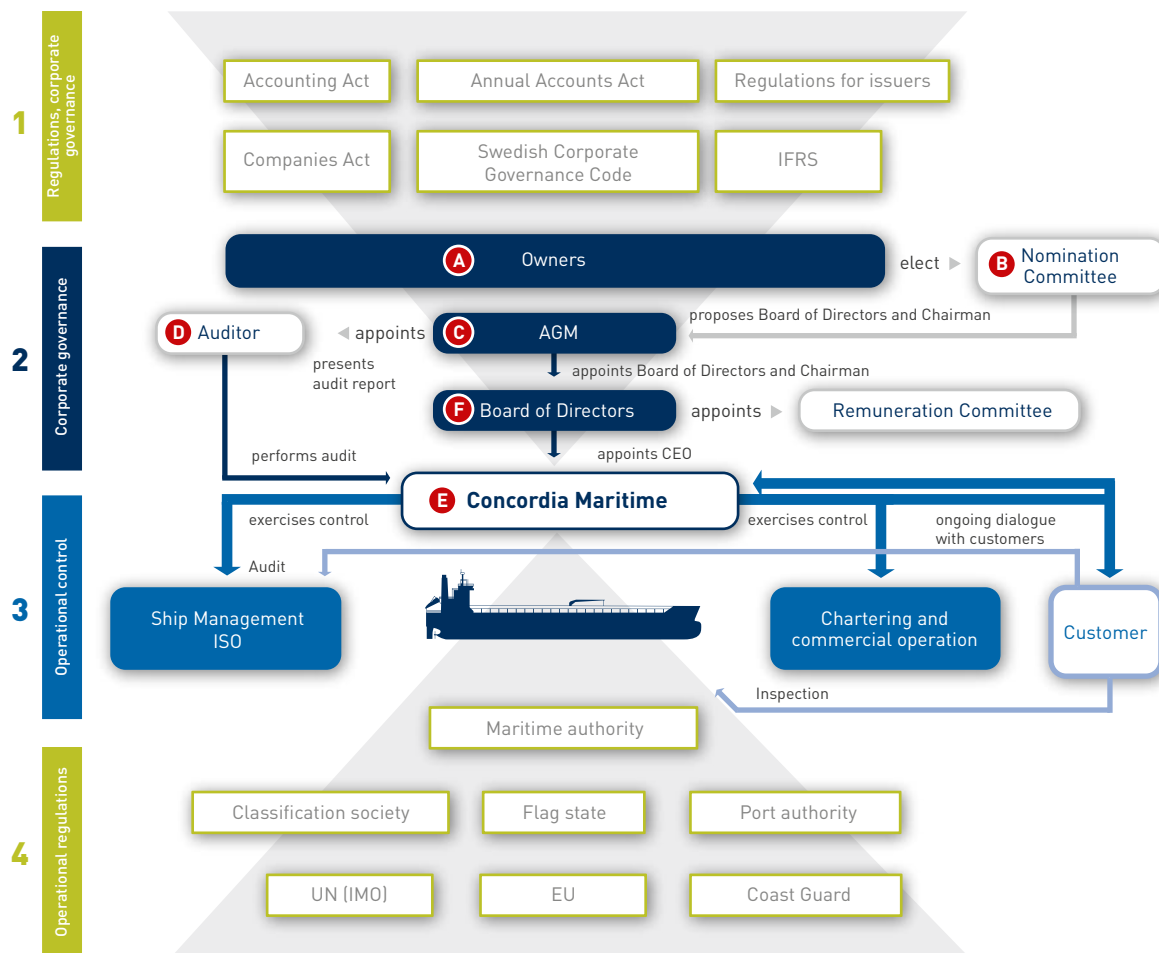 1
Regulations, corporate
governance
Accounting Act
Annual Accounts Act
Regulations for issuers
Companies Act
Swedish Corporate
Governance Code
IFRS
2
Corporate governance
A Owners
elect
B Nomination
Committee
proposes Board of Directors and Chairman
D Auditor
appoints
C AGM
presents
audit report
appoints Board of Directors and Chairman
F Board of Directors
appoints
Remuneration Committee
performs audit
appoints CEO
3
Operational control
E Concordia Maritime
exercises control
exercises control
ongoing dialogue
with customers
Audit
Ship Management
ISO
Chartering and
commercial operation
Customer
Inspection
4
Operational regulations
Maritime authority
Classification society
Flag state
Port authority
UN (IMO)
EU
Coast Guard